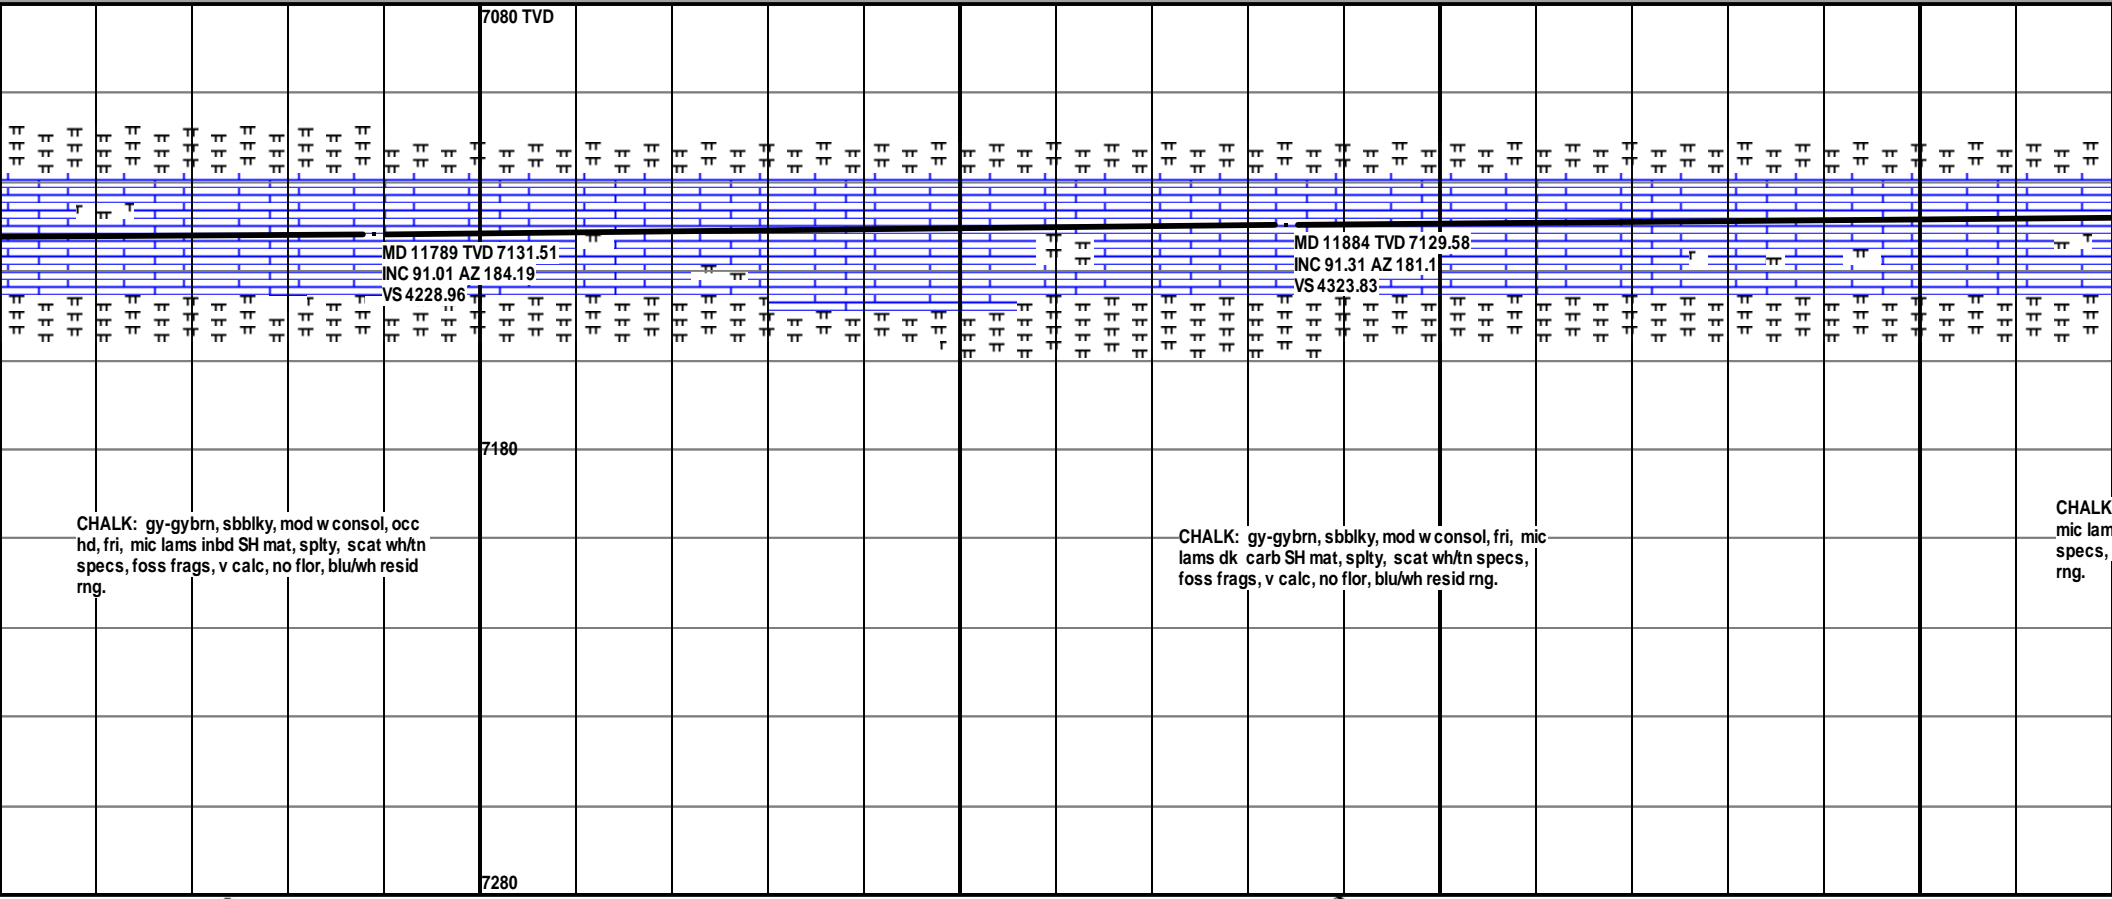 7080 TVD
MD 11789 TVD 7131.51
INC 91.01 AZ 184.19
VS 4228.96
MD 11884 TVD 7129.58
INC 91.31 AZ 181.1
VS 4323.83
7180
CHALK: gy-gybrn, sbblky, mod w consol, occ
hd, fri, mic lams inbd SH mat, splty, scat wh/tn
specs, foss frags, v calc, no flor, blu/wh resid
rng.
CHALK: gy-gybrn, sbblky, mod w consol, fri, mic
lams dk carb SH mat, splty, scat wh/tn specs,
foss frags, v calc, no flor, blu/wh resid rng.
CHALK
mic lam
specs,
rng.
7280